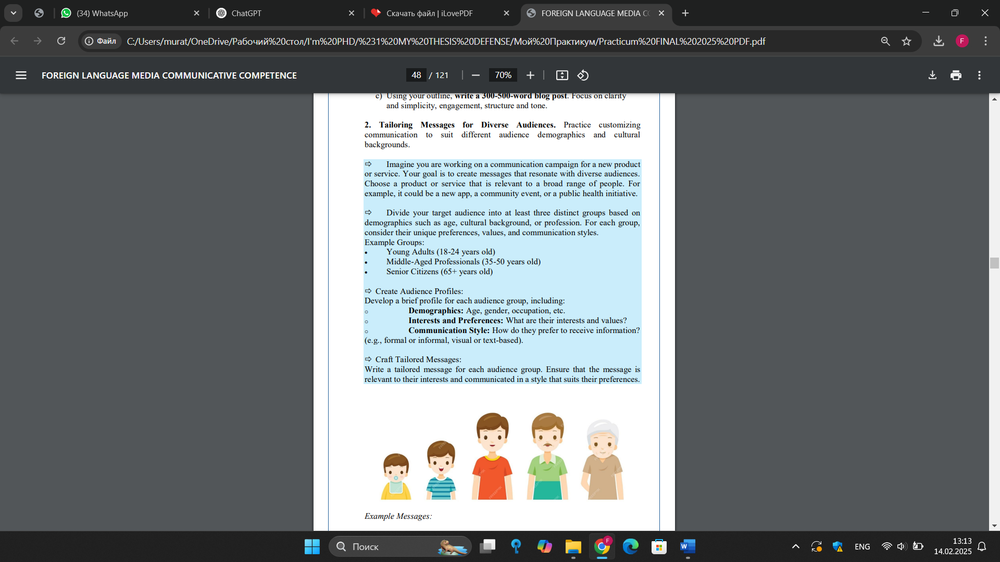 (34) WhatsApp
ChatGPT
Скачать файл | iLovePDF
FOREIGN LANGUAGE MEDIA CO
Файл
C:/Users/murat/OneDrive/Рабочий%20стол/I'm%20PHD/%231%20MY%20THESIS%20DEFENSE/Мой%20Практикум/Practicum%20FINAL%202025%20PDF.pdf
F
FOREIGN LANGUAGE MEDIA COMMUNICATIVE COMPETENCE
48 / 121
70%
c) Using your outline, write a 300-500-word blog post. Focus on clarity
and simplicity, engagement, structure and tone.
2. Tailoring Messages for Diverse Audiences. Practice customizing
communication to suit different audience demographics and cultural
backgrounds.
⇨ Imagine you are working on a communication campaign for a new product
or service. Your goal is to create messages that resonate with diverse audiences.
Choose a product or service that is relevant to a broad range of people. For
example, it could be a new app, a community event, or a public health initiative.
⇨ Divide your target audience into at least three distinct groups based on
demographics such as age, cultural background, or profession. For each group,
consider their unique preferences, values, and communication styles.
Example Groups:
• Young Adults (18-24 years old)
• Middle-Aged Professionals (35-50 years old)
• Senior Citizens (65+ years old)
⇨ Create Audience Profiles:
Develop a brief profile for each audience group, including:
o Demographics: Age, gender, occupation, etc.
o Interests and Preferences: What are their interests and values?
o Communication Style: How do they prefer to receive information?
(e.g., formal or informal, visual or text-based).
⇨ Craft Tailored Messages:
Write a tailored message for each audience group. Ensure that the message is
relevant to their interests and communicated in a style that suits their preferences.
Example Messages:
Поиск
F
W
ENG
13:13
14.02.2025